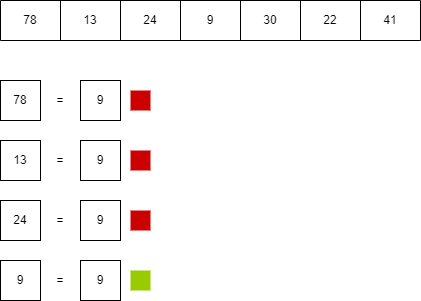 78 13 24 9 30 22 41
78 = 9
13 = 9
24 = 9
9 = 9